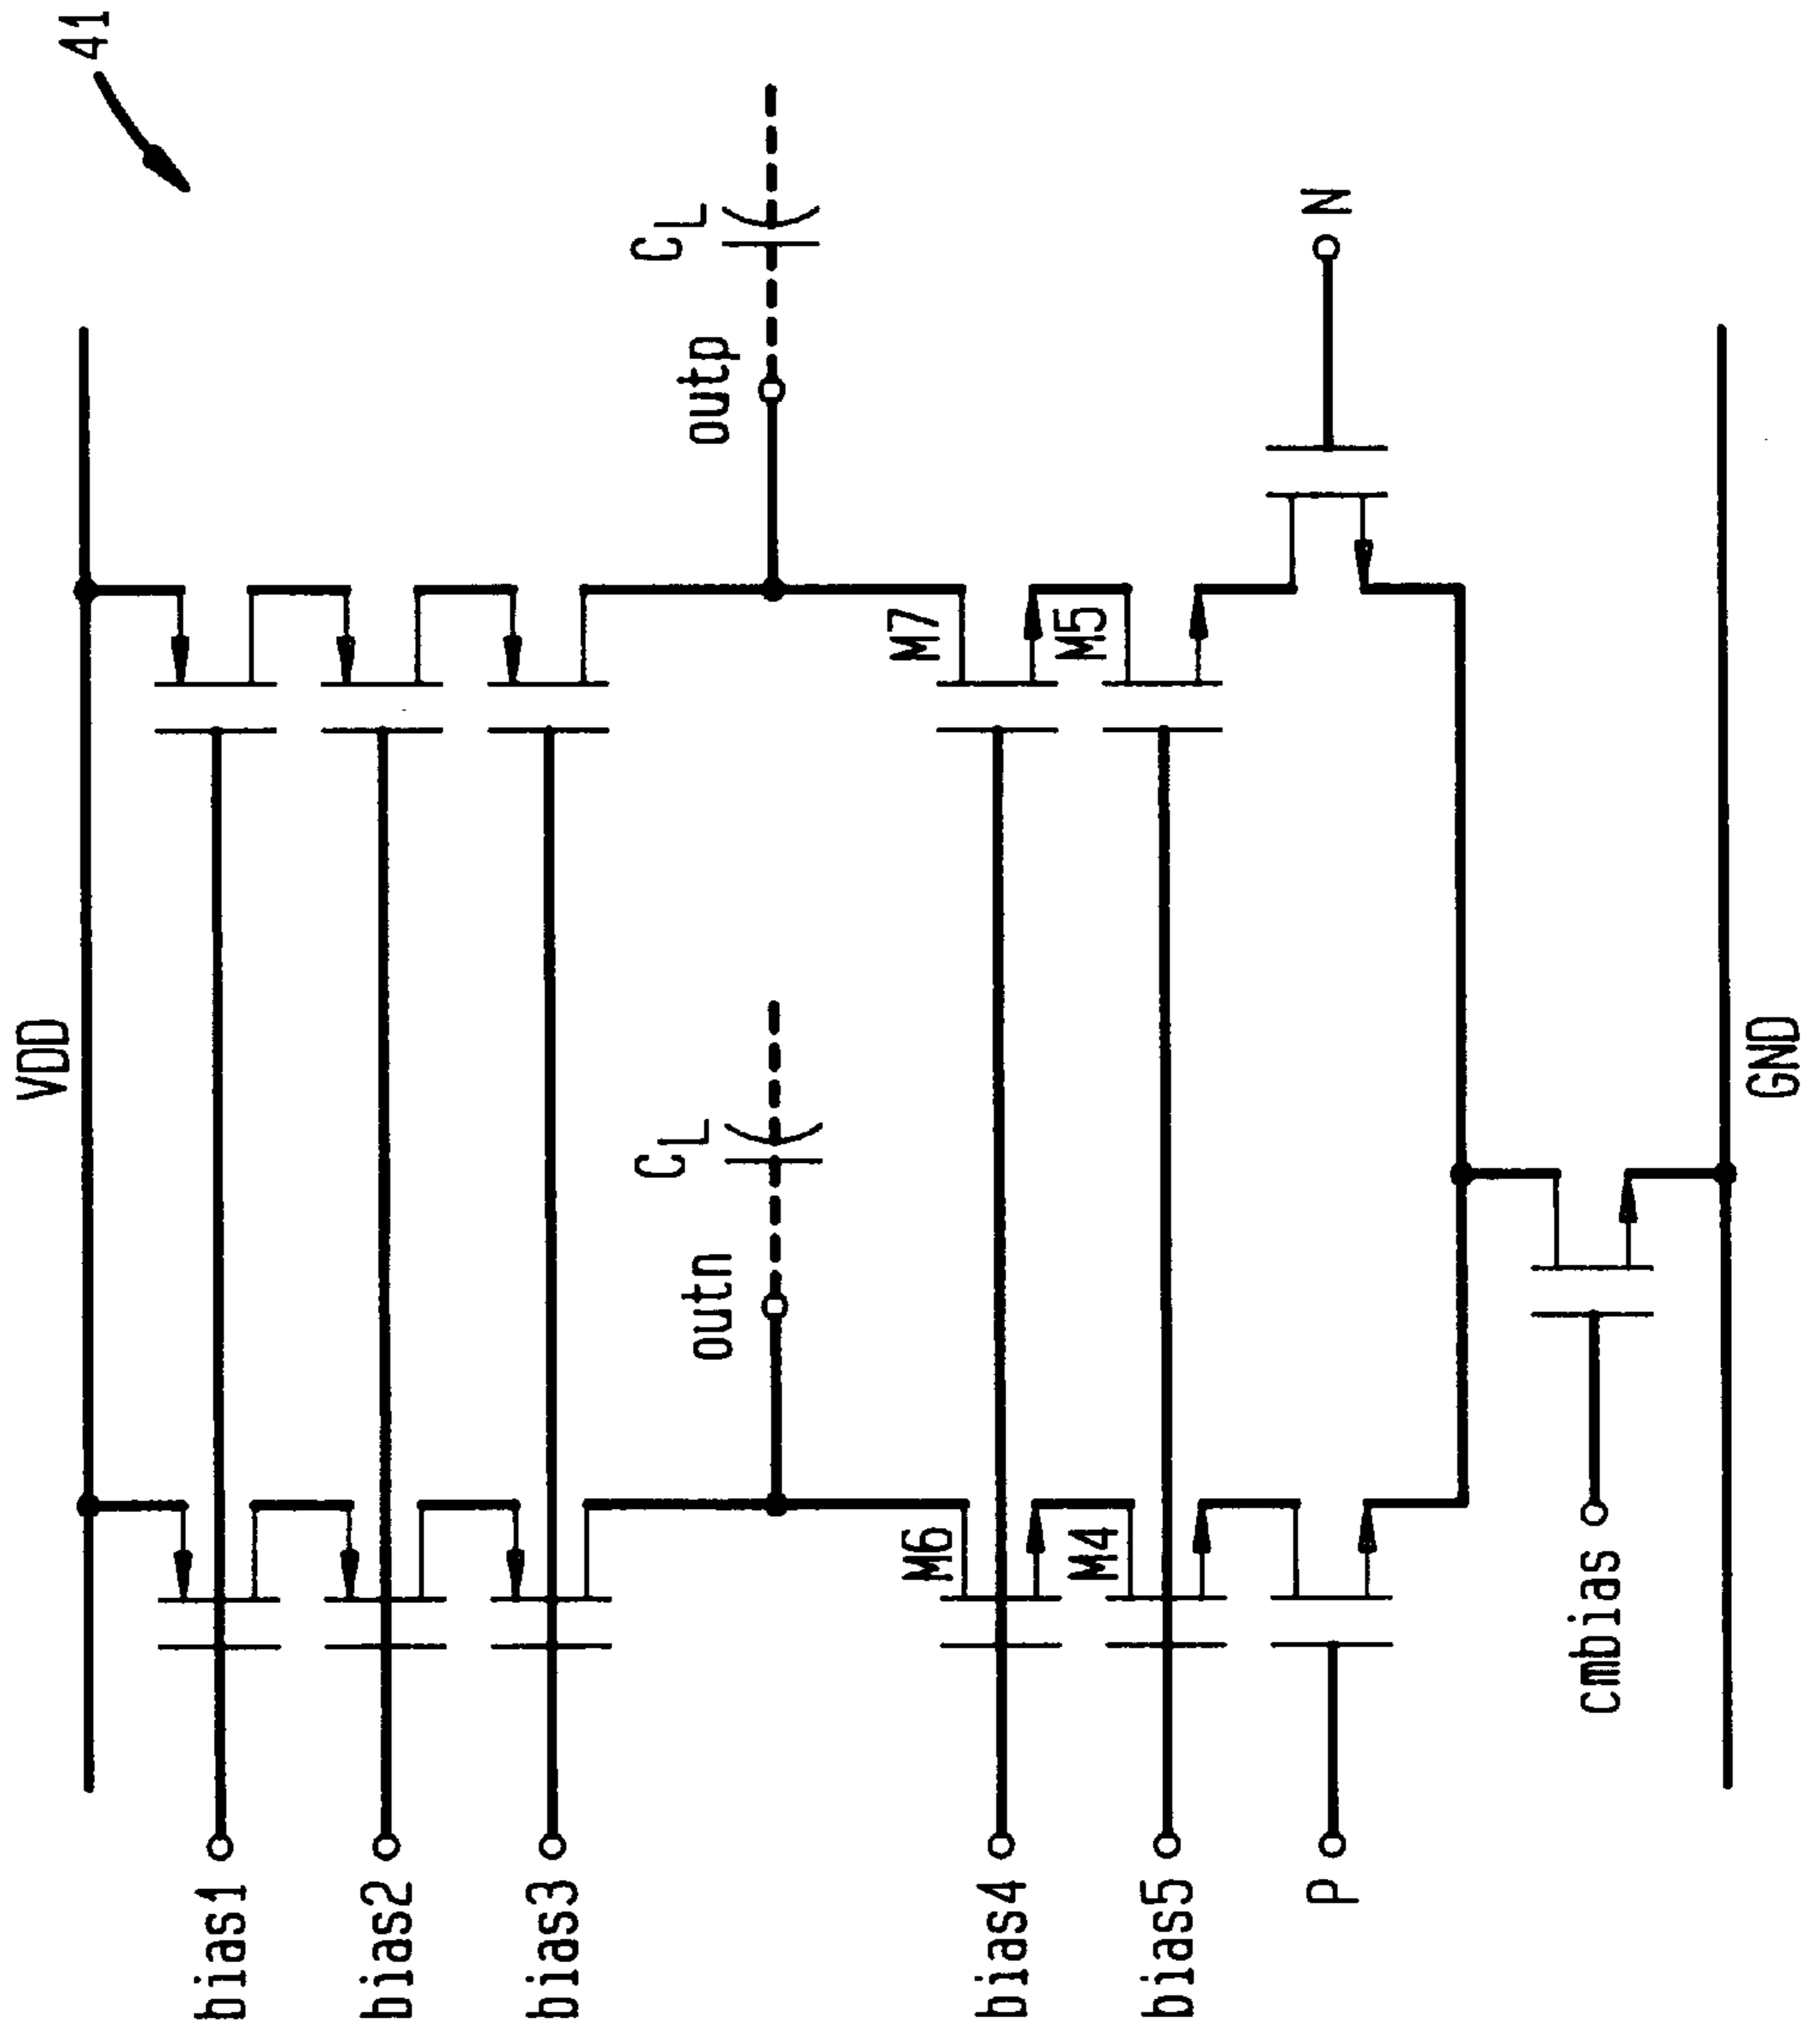 41
VDD
bias1
bias2
bias3
C L
outn
C L
outp
bias4
M6
M7
bias5
M4
M5
P
N
cmbias
GND